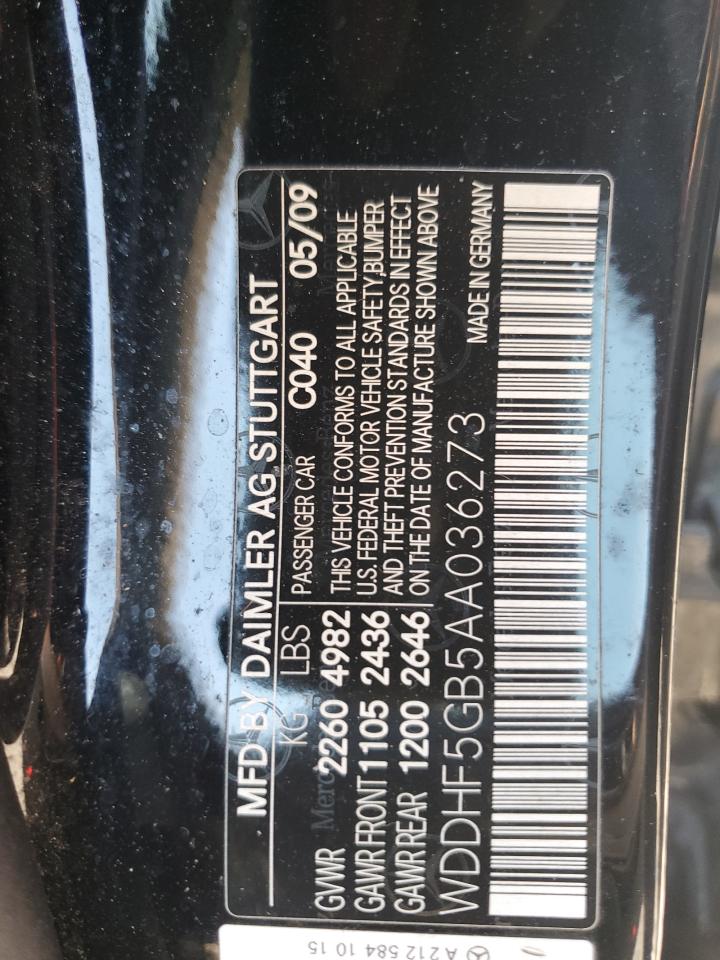 MFD BY DAIMLER AG STUTTGART
KG LBS
PASSENGER CAR C040 05/09
GVWR 2260 4982
GAWR FRONT 1105 2436
GAWR REAR 1200 2646
THIS VEHICLE CONFORMS TO ALL APPLICABLE
U.S. FEDERAL MOTOR VEHICLE SAFETY,BUMPER
AND THEFT PREVENTION STANDARDS IN EFFECT
ON THE DATE OF MANUFACTURE SHOWN ABOVE
WDDHF5GB5AA036273 MADE IN GERMANY
A 212 584 10 15